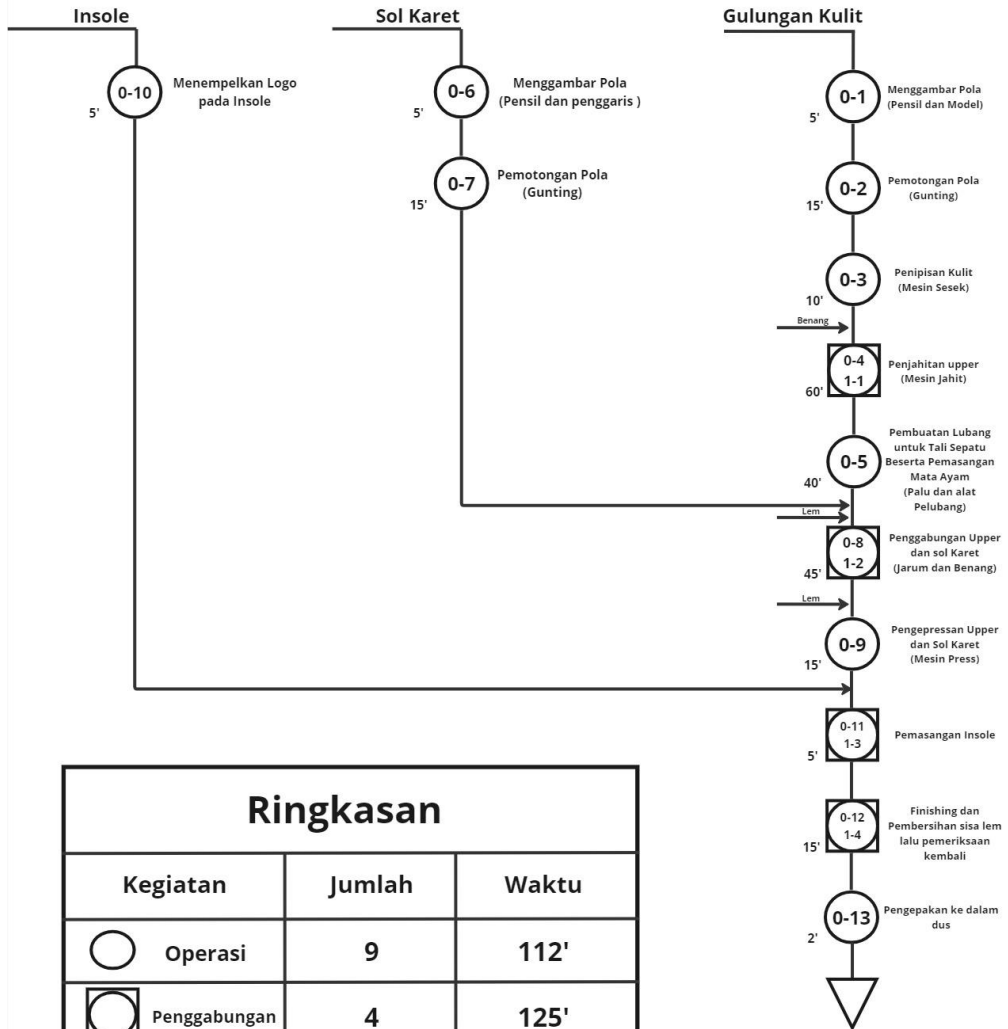 Insole
0-10
5'
Menempelkan Logo
pada Insole
Sol Karet
0-6
5'
Menggambar Pola
(Pensil dan penggaris )
0-7
15'
Pemotongan Pola
(Gunting)
Gulungan Kulit
0-1
5'
Menggambar Pola
(Pensil dan Model)
0-2
15'
Pemotongan Pola
(Gunting)
0-3
10'
Penipisan Kulit
(Mesin Sesek)
Benang
0-4
1-1
60'
Penjahitan upper
(Mesin Jahit)
0-5
40'
Pembuatan Lubang
untuk Tali Sepatu
Beserta Pemasangan
Mata Ayam
(Palu dan alat
Pelubang)
Lem
0-8
1-2
45'
Penggabungan Upper
dan sol Karet
(Jarum dan Benang)
Lem
0-9
15'
Pengepressan Upper
dan Sol Karet
(Mesin Press)
0-11
1-3
5'
Pemasangan Insole
0-12
1-4
15'
Finishing dan
Pembersihan sisa lem
lalu pemeriksaan
kembali
0-13
2'
Pengepakan ke dalam
dus
Ringkasan
Kegiatan Jumlah Waktu
Operasi 9 112'
Penggabungan 4 125'